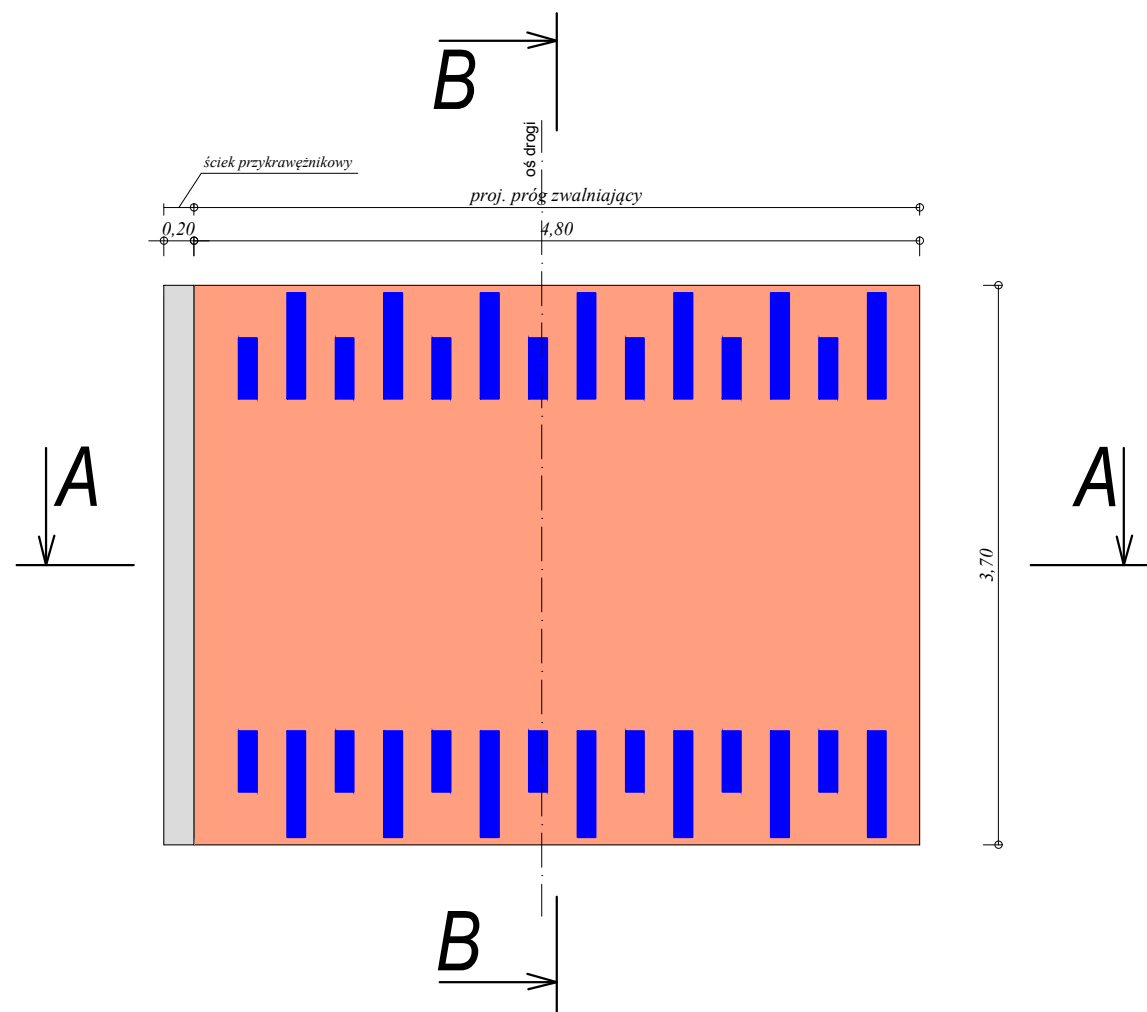 B
oś drogi
ściek przykrawężnikowy
proj. próg zwalniający
0,20
4,80
A
A
3,70
B